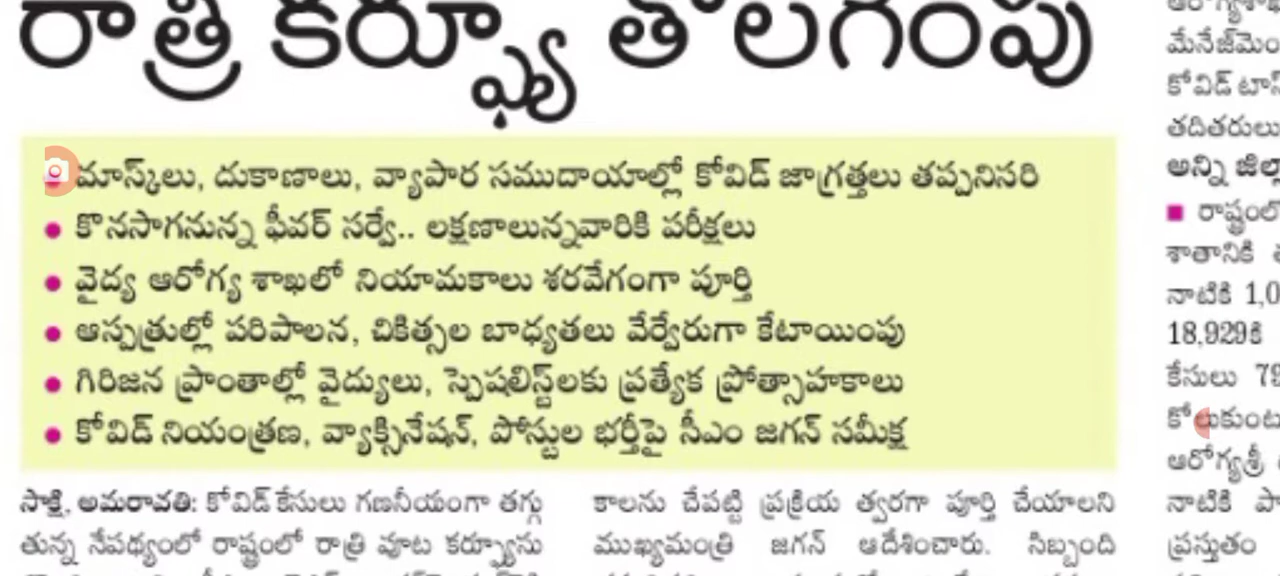 రాత్రి కర్ఫ్యూ తొలగింపు
మాస్క్‌లు, దుకాణాలు, వ్యాపార సముదాయాల్లో కోవిడ్ జాగ్రత్తలు తప్పనిసరి
కొనసాగనున్న ఫీవర్ సర్వే.. లక్షణాలున్నవారికి పరీక్షలు
వైద్య ఆరోగ్య శాఖలో నియామకాలు శరవేగంగా పూర్తి
ఆస్పత్రుల్లో పరిపాలన, చికిత్సల బాధ్యతలు వేర్వేరుగా కేటాయింపు
గిరిజన ప్రాంతాల్లో వైద్యులు, స్పెషలిస్ట్‌లకు ప్రత్యేక ప్రోత్సాహకాలు
కోవిడ్ నియంత్రణ, వ్యాక్సినేషన్, పోస్టుల భర్తీపై సీఎం జగన్ సమీక్ష
సాక్షి, అమరావతి: కోవిడ్ కేసులు గణనీయంగా తగ్గు
తున్న నేపథ్యంలో రాష్ట్రంలో రాత్రి పూట కర్ఫ్యూను
కాలను చేపట్టి ప్రక్రియ త్వరగా పూర్తి చేయాలని
ముఖ్యమంత్రి జగన్ ఆదేశించారు. సిబ్బంది
కోవిడ్
తదితరులు
అన్ని
నాటికి
18,929కి
కేసులు
ఆరోగ్యశ్రీ
నాటికి
ప్రస్తుతం